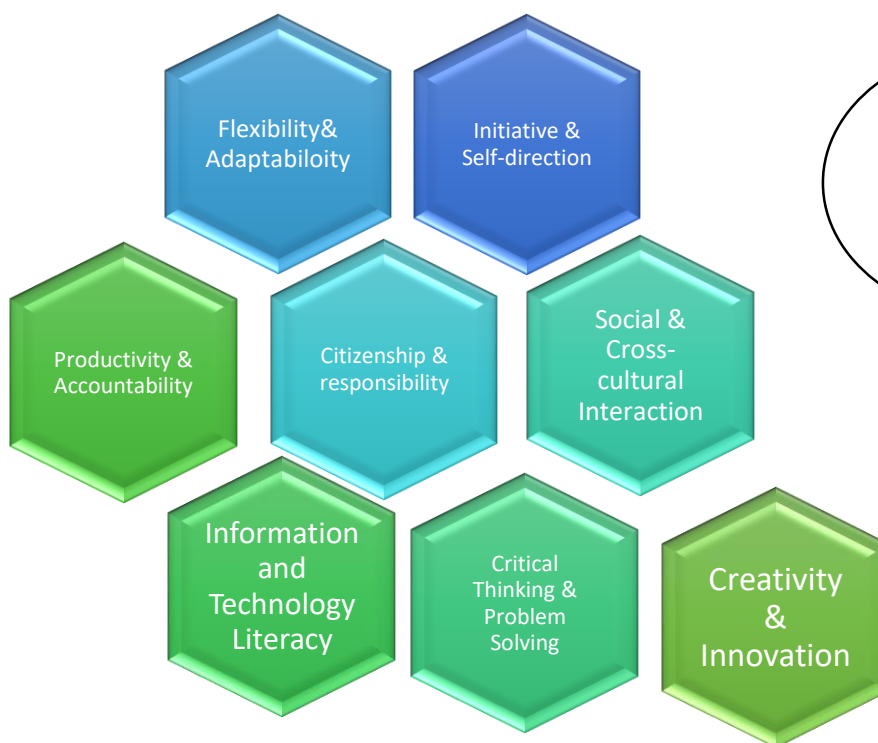 Flexibility&
Adaptabiloity
Initiative &
Self-direction
Productivity &
Accountability
Citizenship &
responsibility
Social &
Cross-
cultural
Interaction
Information
and
Technology
Literacy
Critical
Thinking &
Problem
Solving
Creativity
&
Innovation